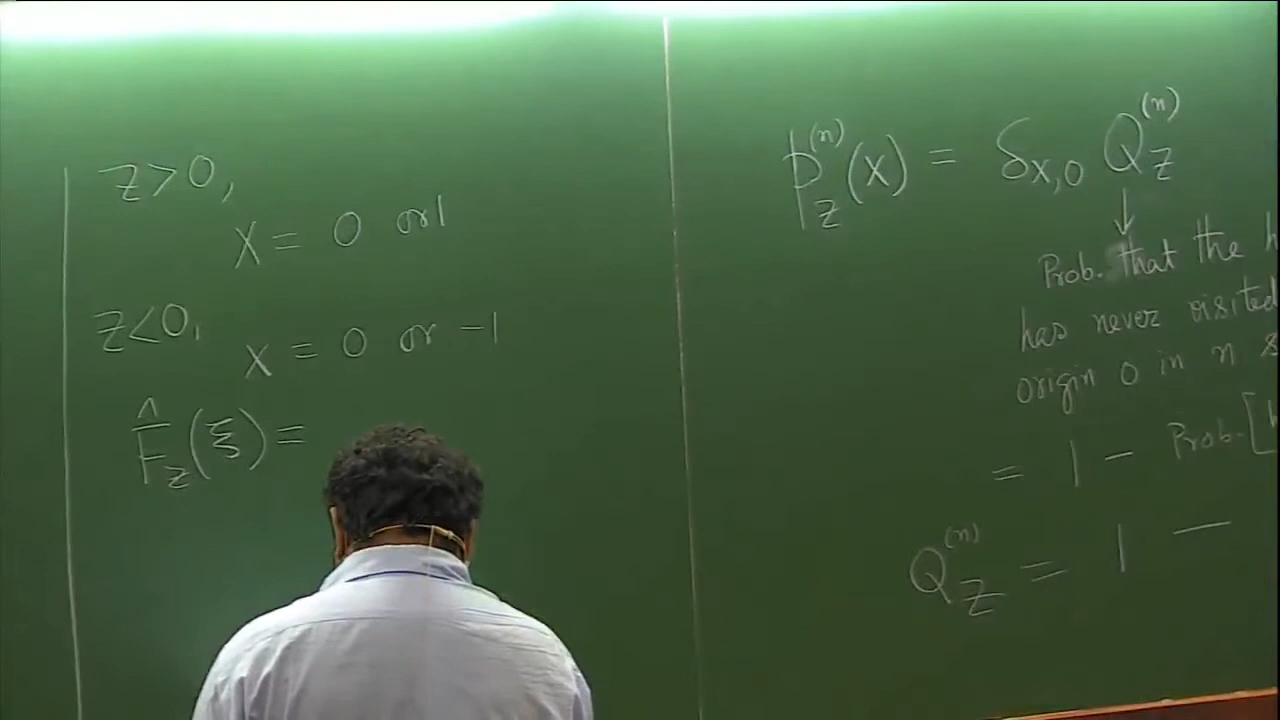 z>0,
x = 0 or 1
z<0,
x = 0 or -1
F̂_z(ξ) =
p_z^(n)(x) = δ_{x,0} Q_z^(n)
↓
Prob. that the
has never visited
origin 0 in n
= 1 - Prob. [
Q_z^(n) = 1 -